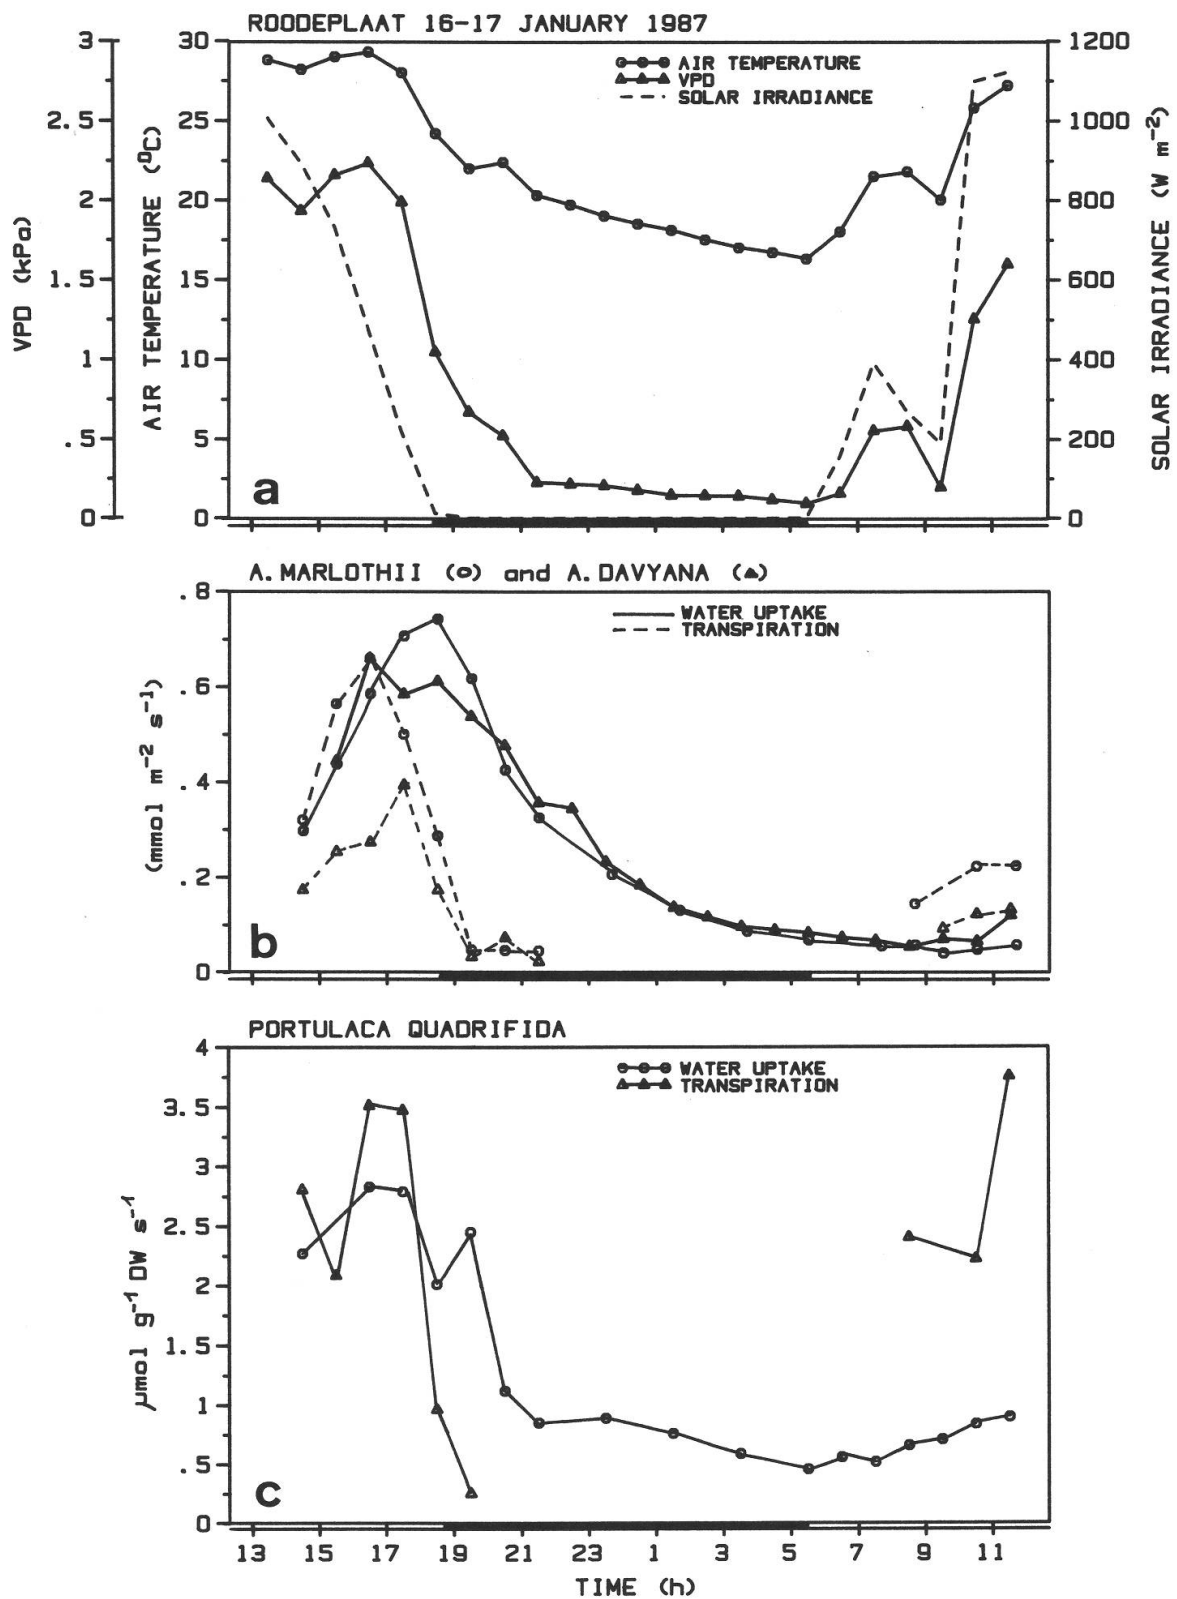 ROODEPLAAT 16-17 JANUARY 1987
AIR TEMPERATURE
VPD
SOLAR IRRADIANCE
VPD (kPa)
3
2.5
2
1.5
1
.5
0
AIR TEMPERATURE (ºC)
30
25
20
15
10
5
0
SOLAR IRRADIANCE (W m⁻²)
1200
1000
800
600
400
200
0
a
A. MARLOTHII (o) and A. DAVYANA (▲)
WATER UPTAKE
TRANSPIRATION
(mmol m⁻² s⁻¹)
.8
.6
.4
.2
0
b
PORTULACA QUADRIFIDA
WATER UPTAKE
TRANSPIRATION
µmol g⁻¹ DW s⁻¹
4
3.5
3
2.5
2
1.5
1
.5
0
c
13 15 17 19 21 23 1 3 5 7 9 11
TIME (h)